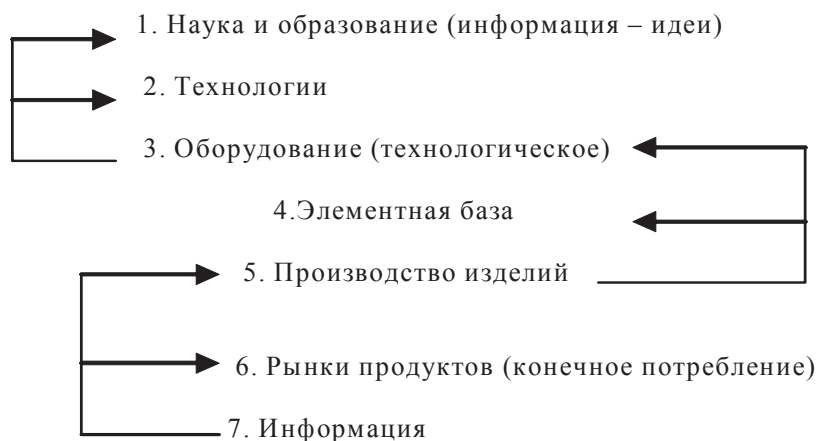 1. Наука и образование (информация – идеи)
2. Технологии
3. Оборудование (технологическое)
4.Элементная база
5. Производство изделий
6. Рынки продуктов (конечное потребление)
7. Информация